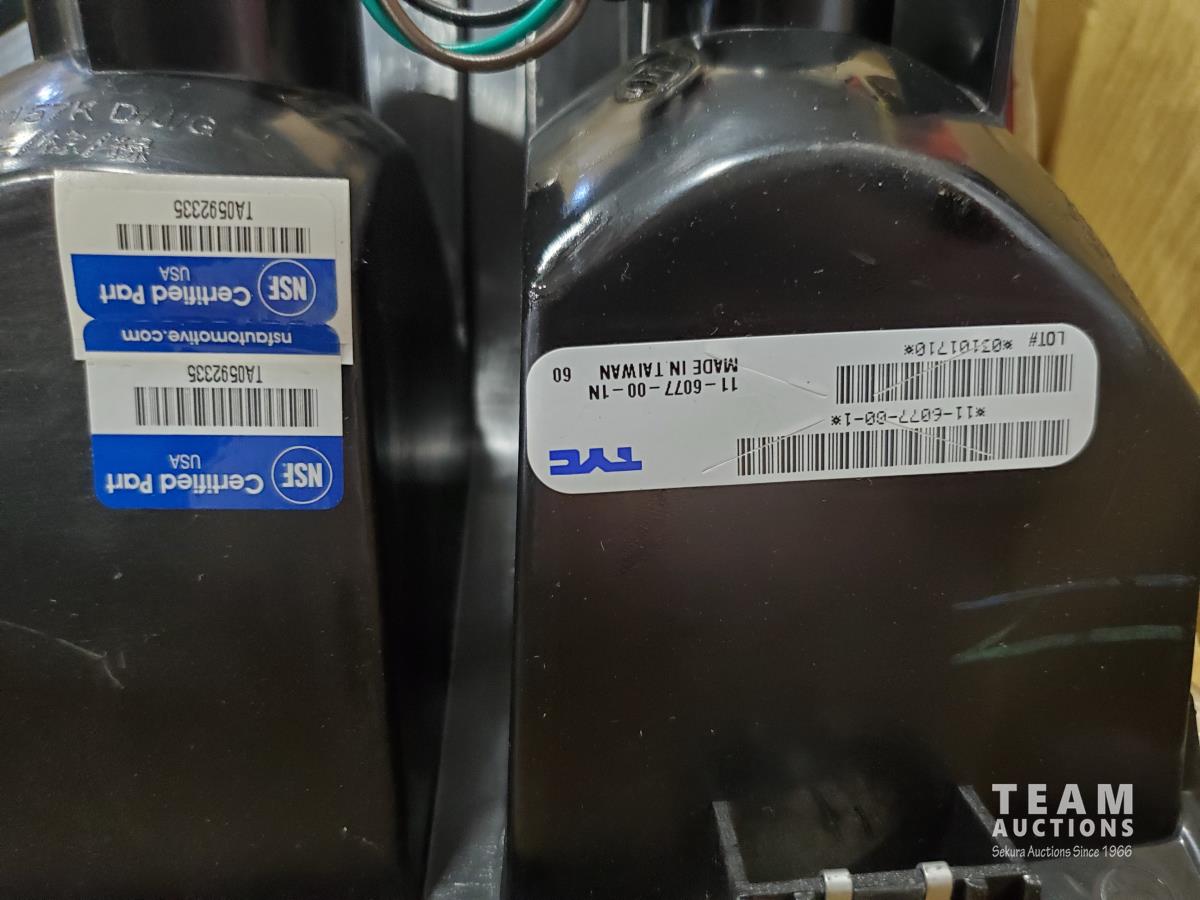 TA0592335
NSF Certified Part
USA
nsfautomotive.com
TA0592335
NSF Certified Part
USA
TYC
*11-6077-00-1*
11-6077-00-1N
MADE IN TAIWAN 09
LOT# *03101710*
TEAM
AUCTIONS
Sekura Auctions Since 1966